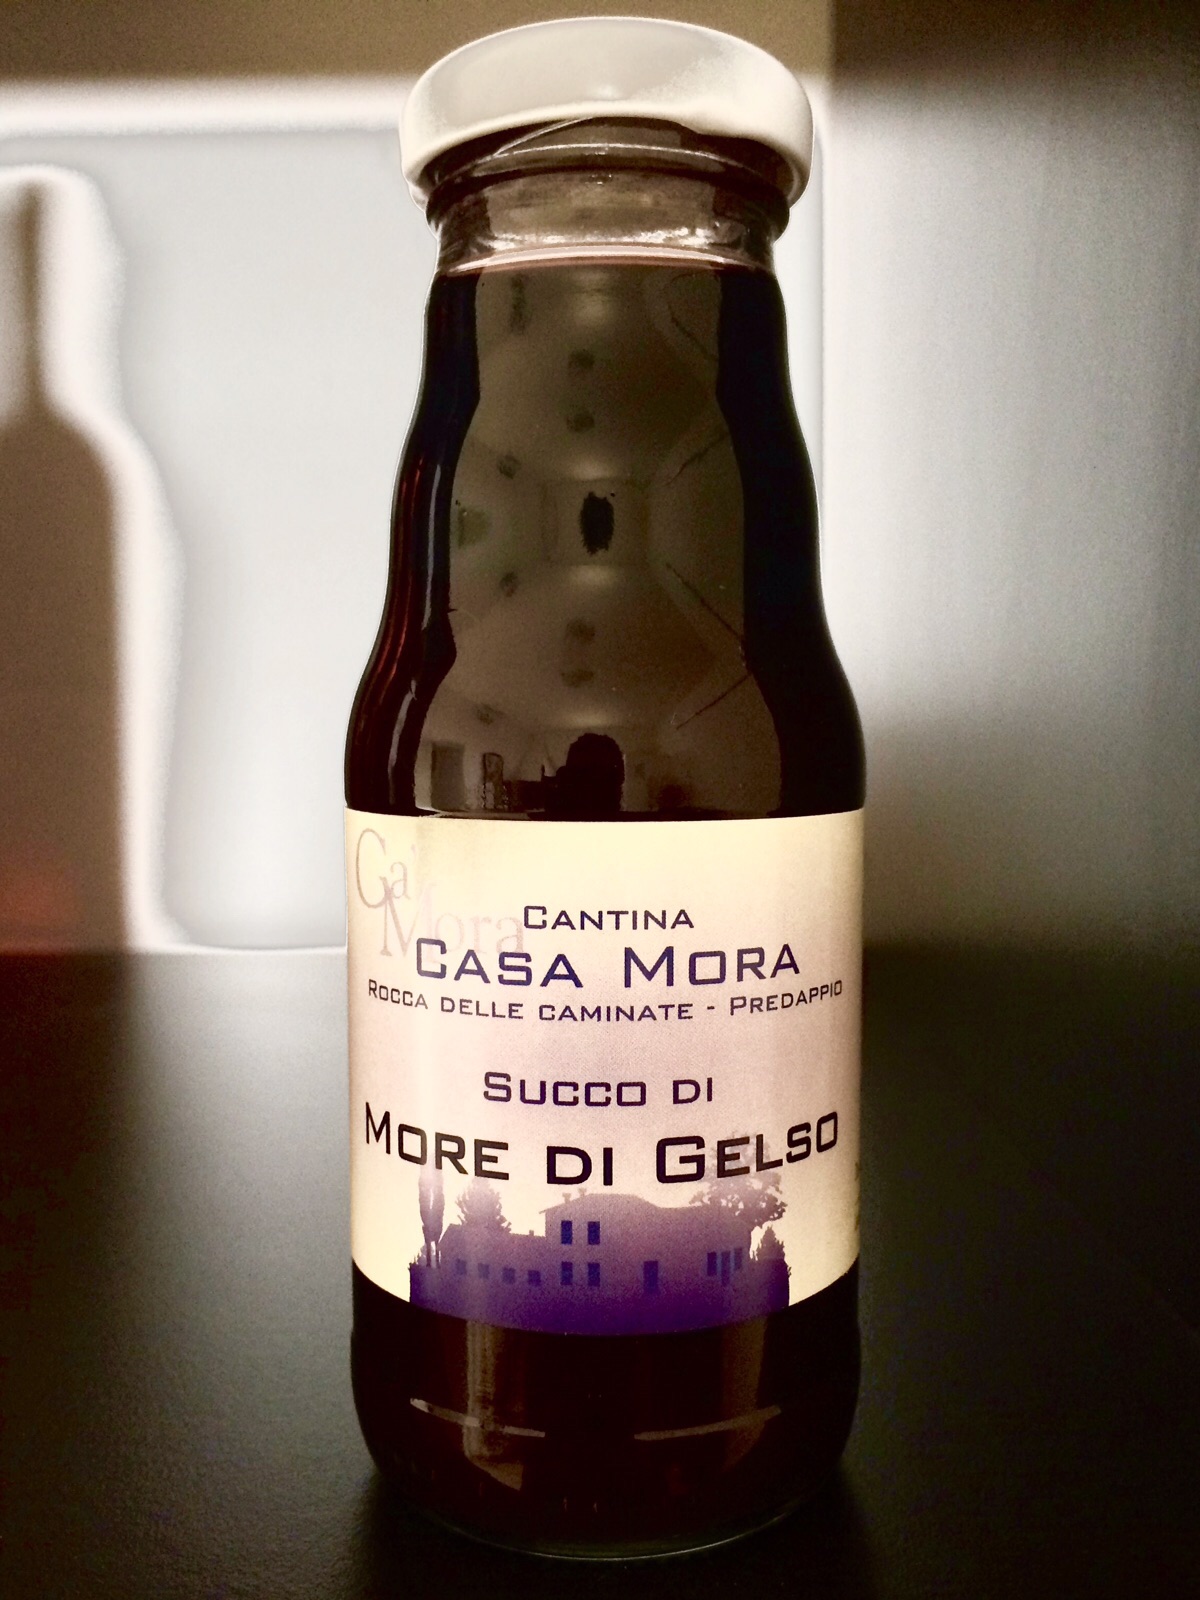 Ca'
Mora
CANTINA
CASA MORA
ROCCA DELLE CAMINATE - PREDAPPIO
SUCCO DI
MORE DI GELSO